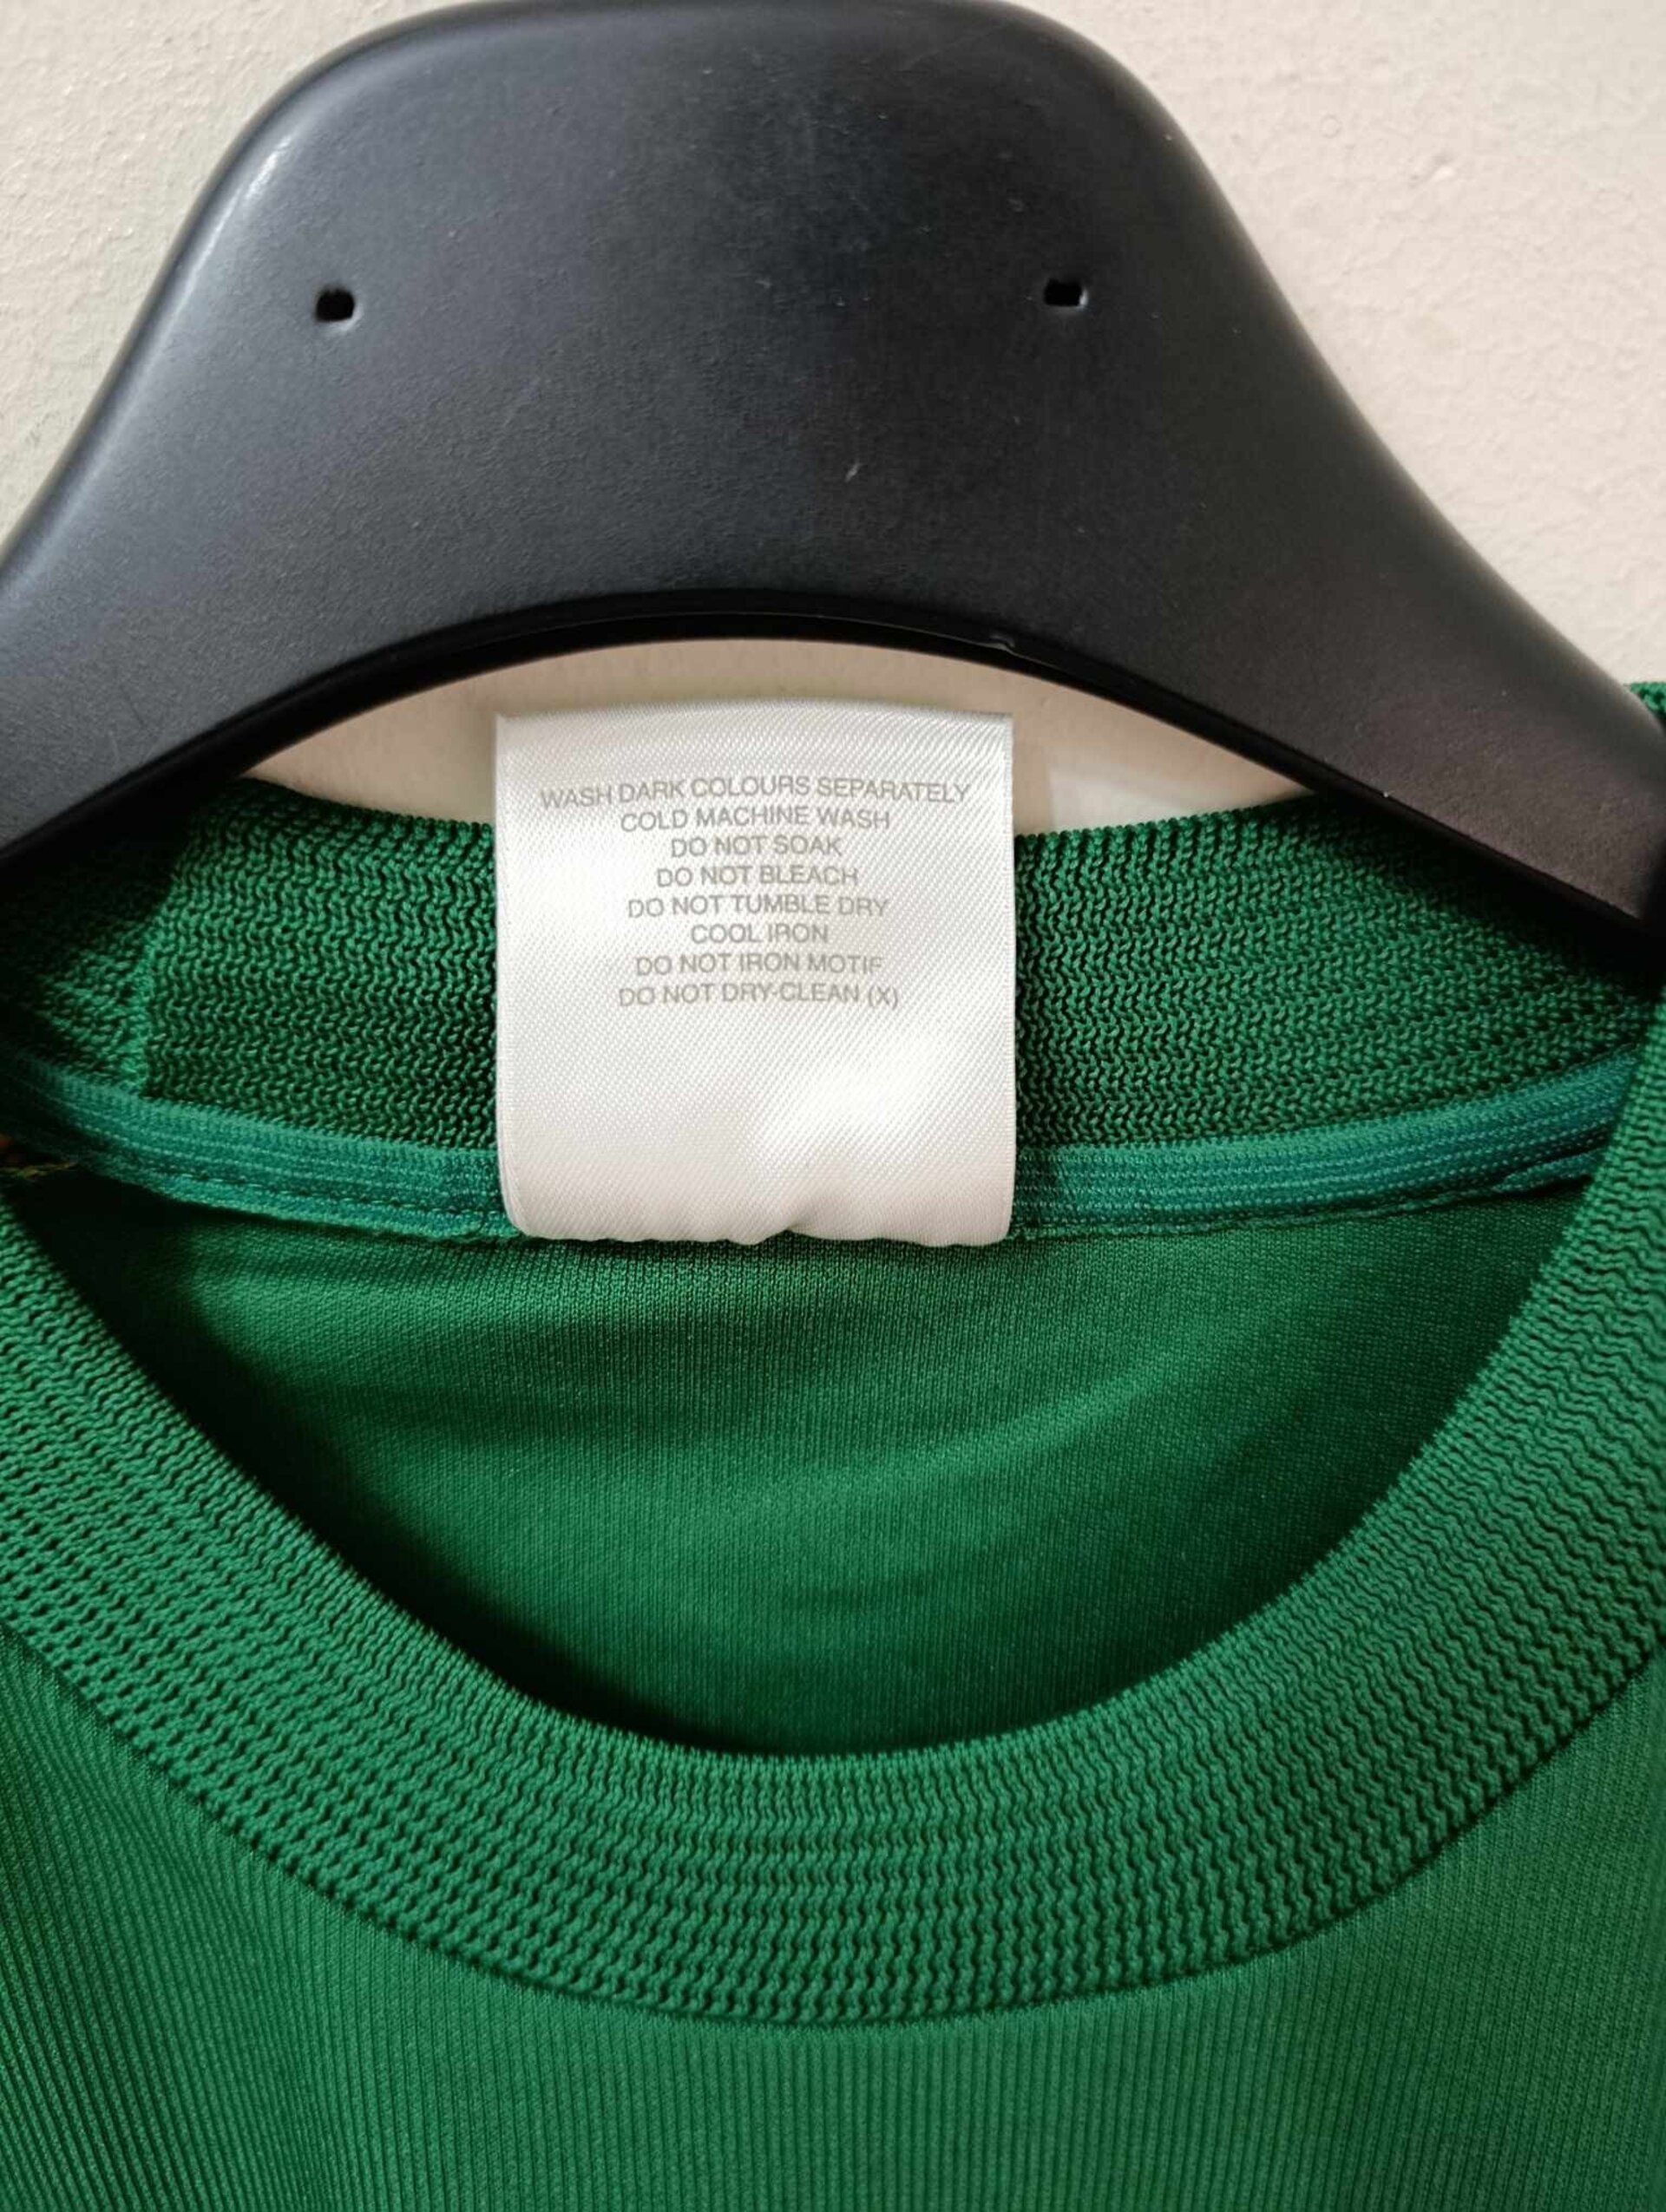 WASH DARK COLOURS SEPARATELY
COLD MACHINE WASH
DO NOT SOAK
DO NOT BLEACH
DO NOT TUMBLE DRY
COOL IRON
DO NOT IRON MOTIF
DO NOT DRY-CLEAN (X)